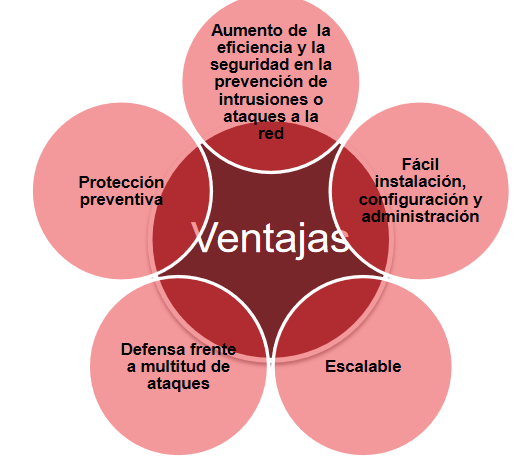 Aumento de la
eficiencia y la
seguridad en la
prevención de
intrusiones o
ataques a la
red
Fácil
instalación,
configuración y
administración
Protección
preventiva
Ventajas
Defensa frente
a multitud de
ataques
Escalable